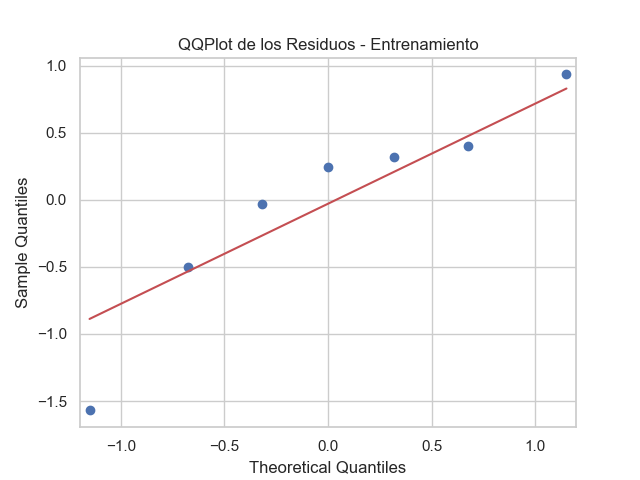 QQPlot de los Residuos - Entrenamiento
1.0
0.5
0.0
−0.5
−1.0
−1.5
Sample Quantiles
−1.0 −0.5 0.0 0.5 1.0
Theoretical Quantiles